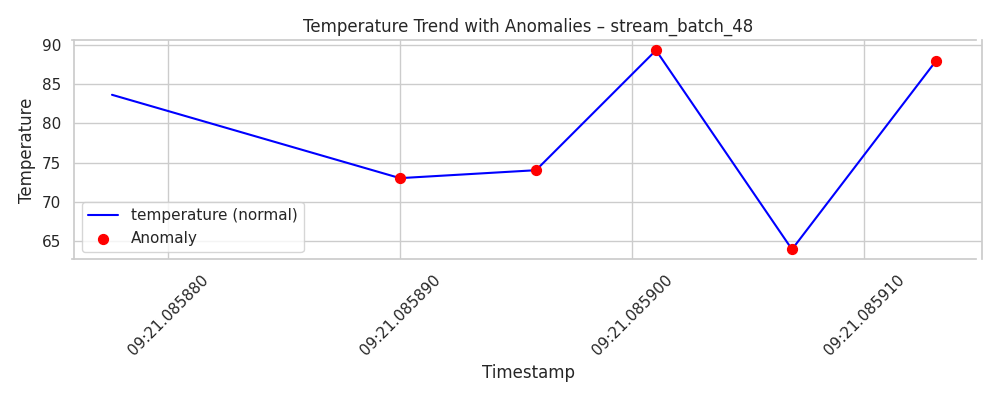 Temperature Trend with Anomalies – stream_batch_48
Temperature
90
85
80
75
70
65
temperature (normal)
Anomaly
09:21.085880
09:21.085890
09:21.085900
09:21.085910
Timestamp